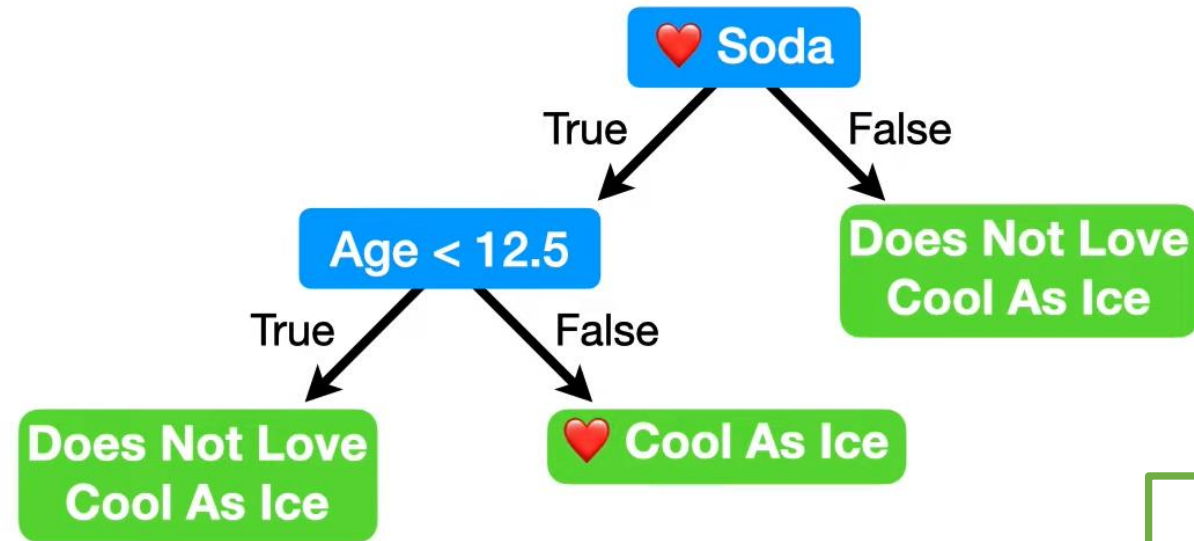 ❤️ Soda
True
False
Age < 12.5
Does Not Love
Cool As Ice
True
False
Does Not Love
Cool As Ice
❤️ Cool As Ice